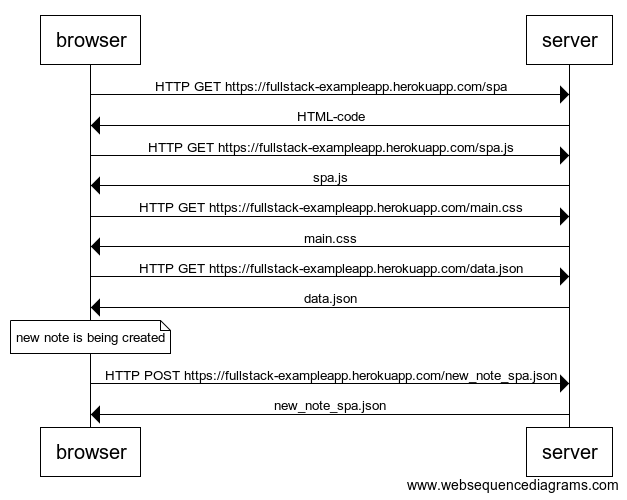 browser
server
HTTP GET https://fullstack-exampleapp.herokuapp.com/spa
HTML-code
HTTP GET https://fullstack-exampleapp.herokuapp.com/spa.js
spa.js
HTTP GET https://fullstack-exampleapp.herokuapp.com/main.css
main.css
HTTP GET https://fullstack-exampleapp.herokuapp.com/data.json
data.json
new note is being created
HTTP POST https://fullstack-exampleapp.herokuapp.com/new_note_spa.json
new_note_spa.json
browser
server
www.websequencediagrams.com